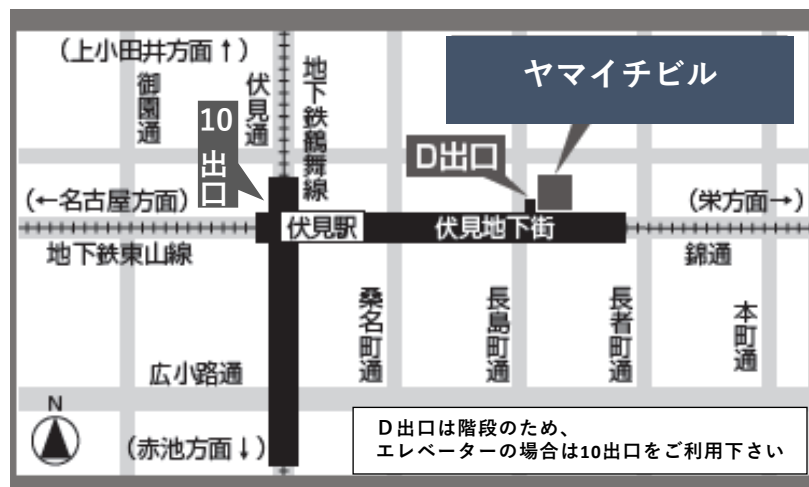 (上小田井方面↑)
御園通
伏見通
地下鉄鶴舞線
ヤマイチビル
10出口
D出口
(←名古屋方面)
(栄方面→)
伏見駅
伏見地下街
地下鉄東山線
錦通
桑名町通
長島町通
長者町通
本町通
広小路通
N
(赤池方面↓)
D出口は階段のため、
エレベーターの場合は10出口をご利用下さい